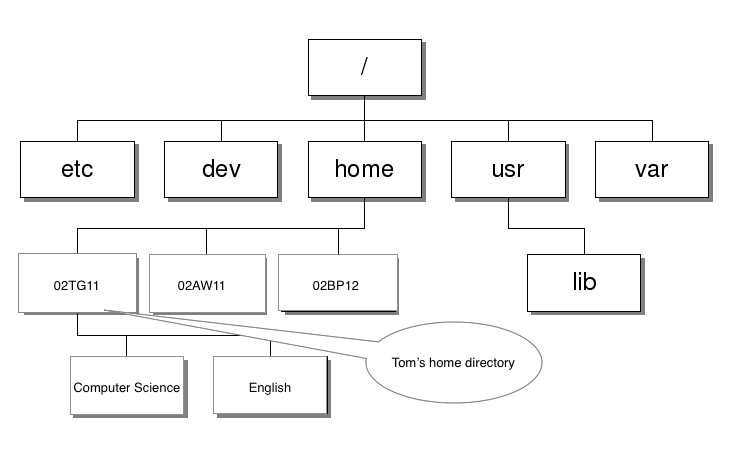 /
etc
dev
home
usr
var
02TG11
02AW11
02BP12
lib
Tom's home directory
Computer Science
English